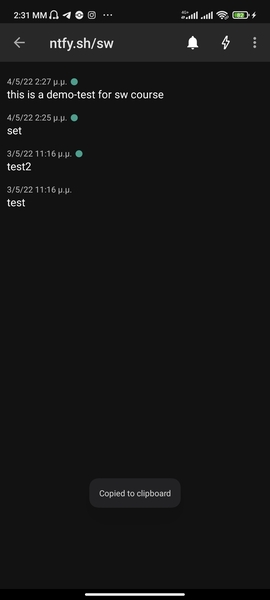 2:31 MM
ntfy.sh/sw
4/5/22 2:27 μ.μ.
this is a demo-test for sw course
4/5/22 2:25 μ.μ.
set
3/5/22 11:16 μ.μ.
test2
3/5/22 11:16 μ.μ.
test
Copied to clipboard